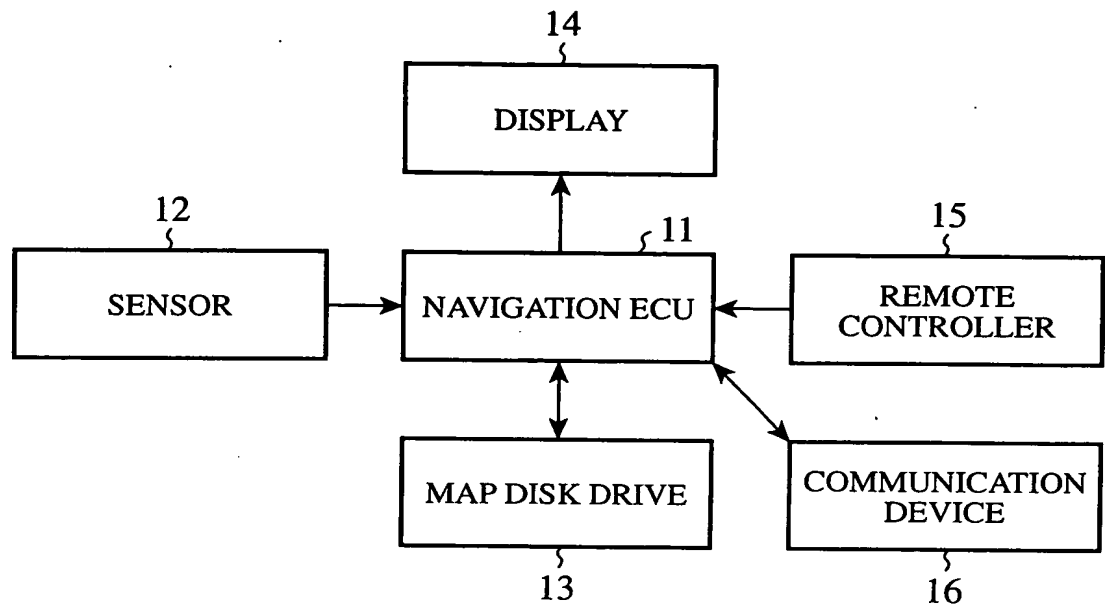 14
DISPLAY
12
SENSOR
11
NAVIGATION ECU
15
REMOTE
CONTROLLER
MAP DISK DRIVE
13
COMMUNICATION
DEVICE
16